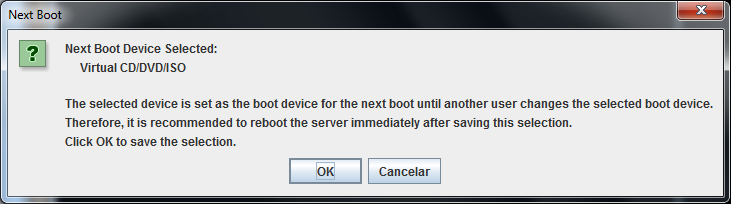 Next Boot
Next Boot Device Selected:
Virtual CD/DVD/ISO
The selected device is set as the boot device for the next boot until another user changes the selected boot device.
Therefore, it is recommended to reboot the server immediately after saving this selection.
Click OK to save the selection.
OK Cancelar